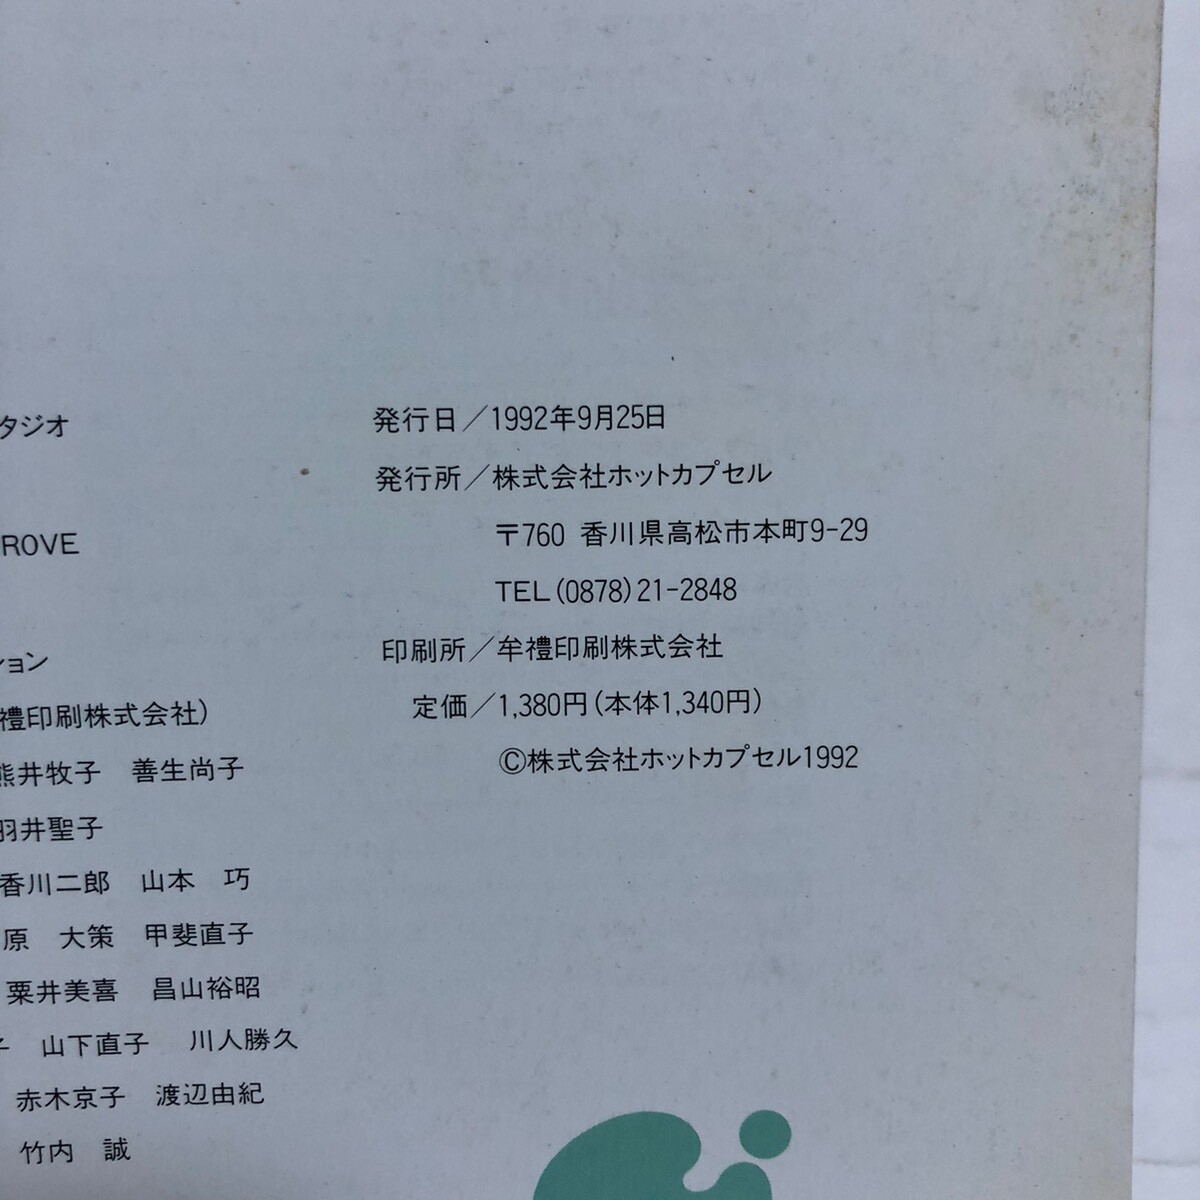 タジオ
ROVE
ション
禮印刷株式会社)
熊井牧子　善生尚子
羽井聖子
香川二郎　山本　巧
原　大策　甲斐直子
粟井美喜　昌山裕昭
子　山下直子　川人勝久
赤木京子　渡辺由紀
竹内　誠
発行日／1992年9月25日
発行所／株式会社ホットカプセル
〒760 香川県高松市本町9-29
TEL(0878)21-2848
印刷所／牟禮印刷株式会社
定価／1,380円(本体1,340円)
©株式会社ホットカプセル1992